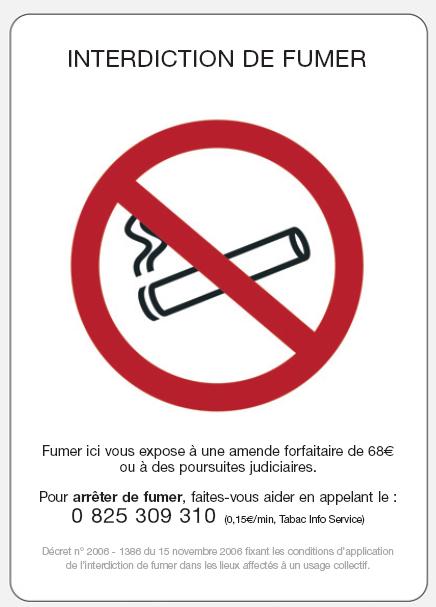 INTERDICTION DE FUMER
Fumer ici vous expose à une amende forfaitaire de 68€
ou à des poursuites judiciaires.
Pour arrêter de fumer, faites-vous aider en appelant le :
0 825 309 310 (0,15€/min, Tabac Info Service)
Décret nº 2006 - 1386 du 15 novembre 2006 fixant les conditions d'application
de l'interdiction de fumer dans les lieux affectés à un usage collectif.